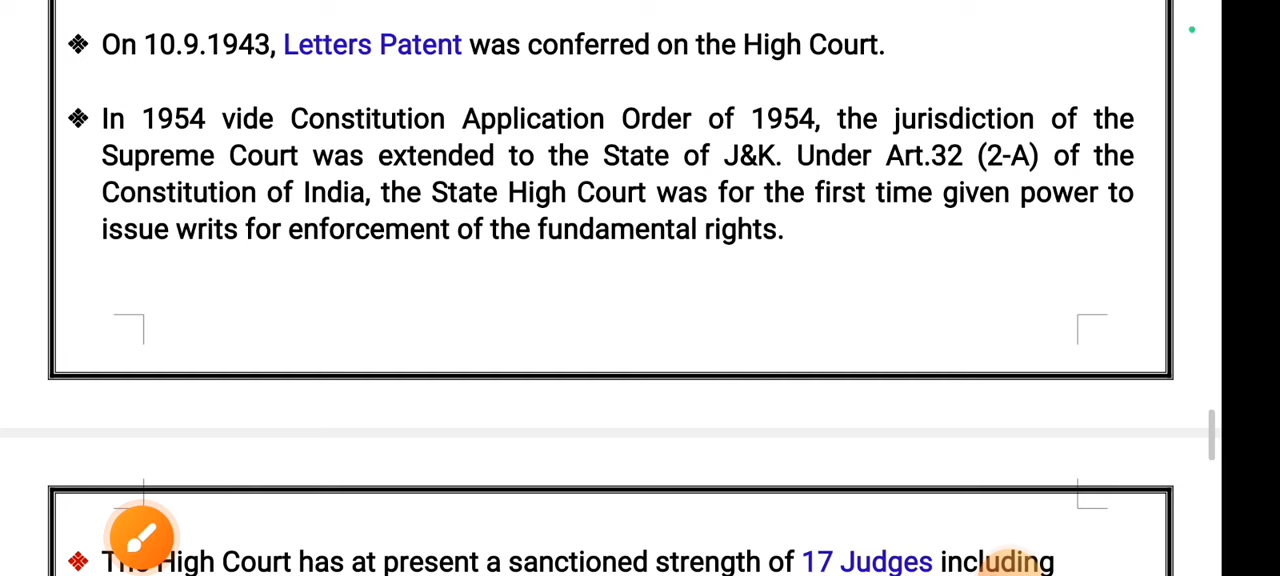 ❖ On 10.9.1943, Letters Patent was conferred on the High Court.
❖ In 1954 vide Constitution Application Order of 1954, the jurisdiction of the
Supreme Court was extended to the State of J&K. Under Art.32 (2-A) of the
Constitution of India, the State High Court was for the first time given power to
issue writs for enforcement of the fundamental rights.
❖ The High Court has at present a sanctioned strength of 17 Judges including